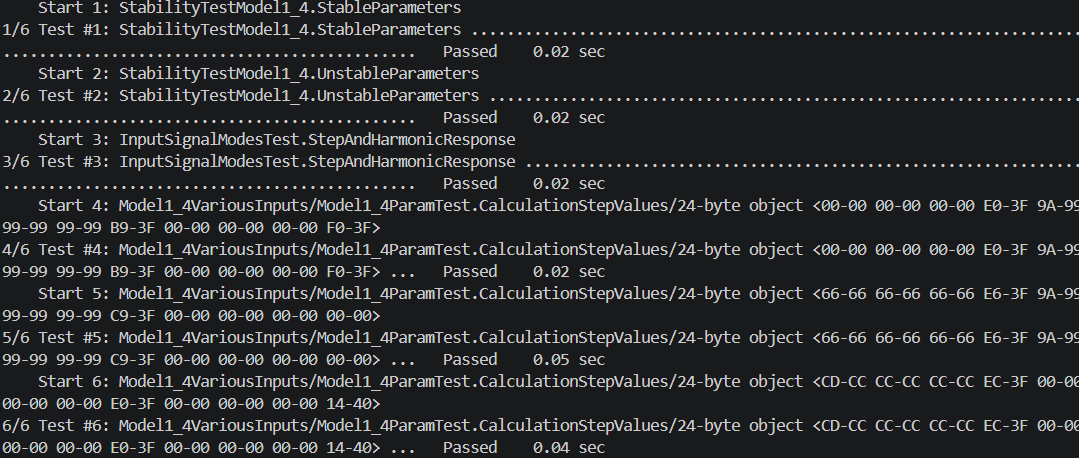 Start 1: StabilityTestModel1_4.StableParameters
1/6 Test #1: StabilityTestModel1_4.StableParameters ....................................................................
..............................................   Passed    0.02 sec
Start 2: StabilityTestModel1_4.UnstableParameters
2/6 Test #2: StabilityTestModel1_4.UnstableParameters ..................................................................
..............................................   Passed    0.02 sec
Start 3: InputSignalModesTest.StepAndHarmonicResponse
3/6 Test #3: InputSignalModesTest.StepAndHarmonicResponse ..............................................................
..............................................   Passed    0.02 sec
Start 4: Model1_4VariousInputs/Model1_4ParamTest.CalculationStepValues/24-byte object <00-00 00-00 00-00 E0-3F 9A-99
99-99 99-99 B9-3F 00-00 00-00 00-00 F0-3F>
4/6 Test #4: Model1_4VariousInputs/Model1_4ParamTest.CalculationStepValues/24-byte object <00-00 00-00 00-00 E0-3F 9A-99
99-99 99-99 B9-3F 00-00 00-00 00-00 F0-3F> ...   Passed    0.02 sec
Start 5: Model1_4VariousInputs/Model1_4ParamTest.CalculationStepValues/24-byte object <66-66 66-66 66-66 E6-3F 9A-99
99-99 99-99 C9-3F 00-00 00-00 00-00 00-00>
5/6 Test #5: Model1_4VariousInputs/Model1_4ParamTest.CalculationStepValues/24-byte object <66-66 66-66 66-66 E6-3F 9A-99
99-99 99-99 C9-3F 00-00 00-00 00-00 00-00> ...   Passed    0.05 sec
Start 6: Model1_4VariousInputs/Model1_4ParamTest.CalculationStepValues/24-byte object <CD-CC CC-CC CC-CC EC-3F 00-00
00-00 00-00 E0-3F 00-00 00-00 00-00 14-40>
6/6 Test #6: Model1_4VariousInputs/Model1_4ParamTest.CalculationStepValues/24-byte object <CD-CC CC-CC CC-CC EC-3F 00-00
00-00 00-00 E0-3F 00-00 00-00 00-00 14-40> ...   Passed    0.04 sec